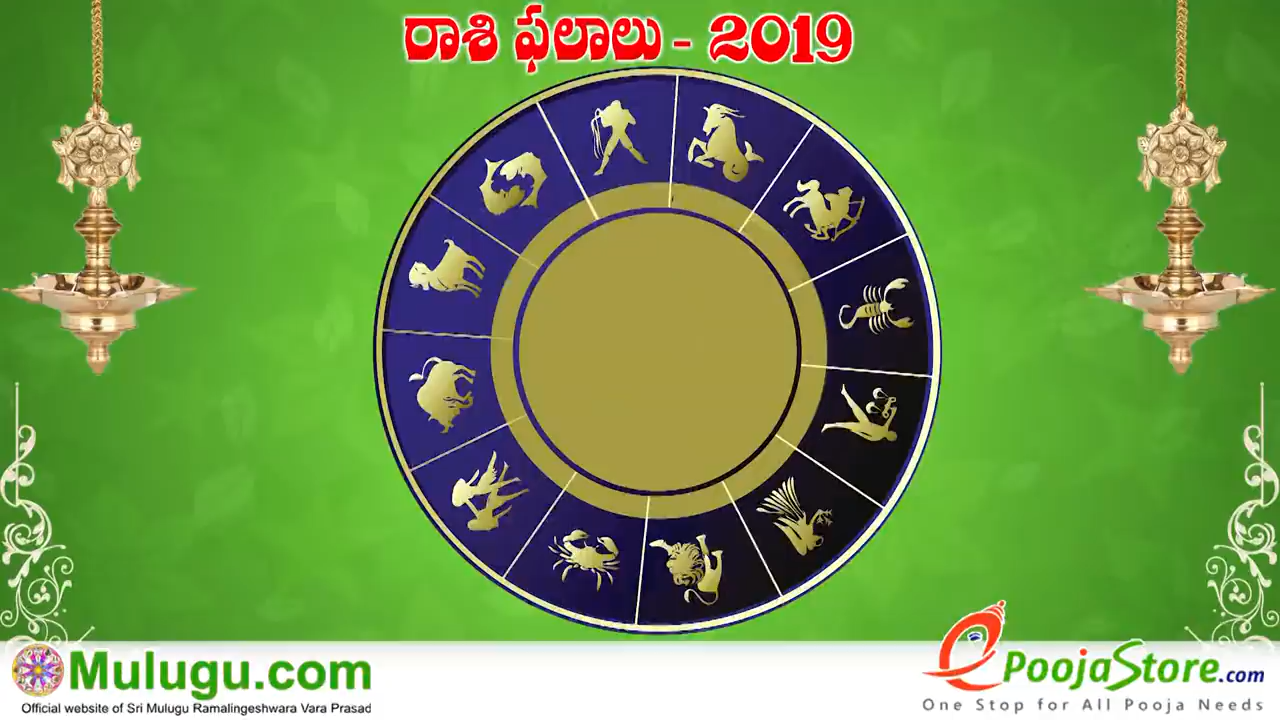 రాశి ఫలాలు - 2019
Mulugu.com
Official website of Sri Mulugu Ramalingeshwara Vara Prasad
ePoojaStore.com
One Stop for All Pooja Needs